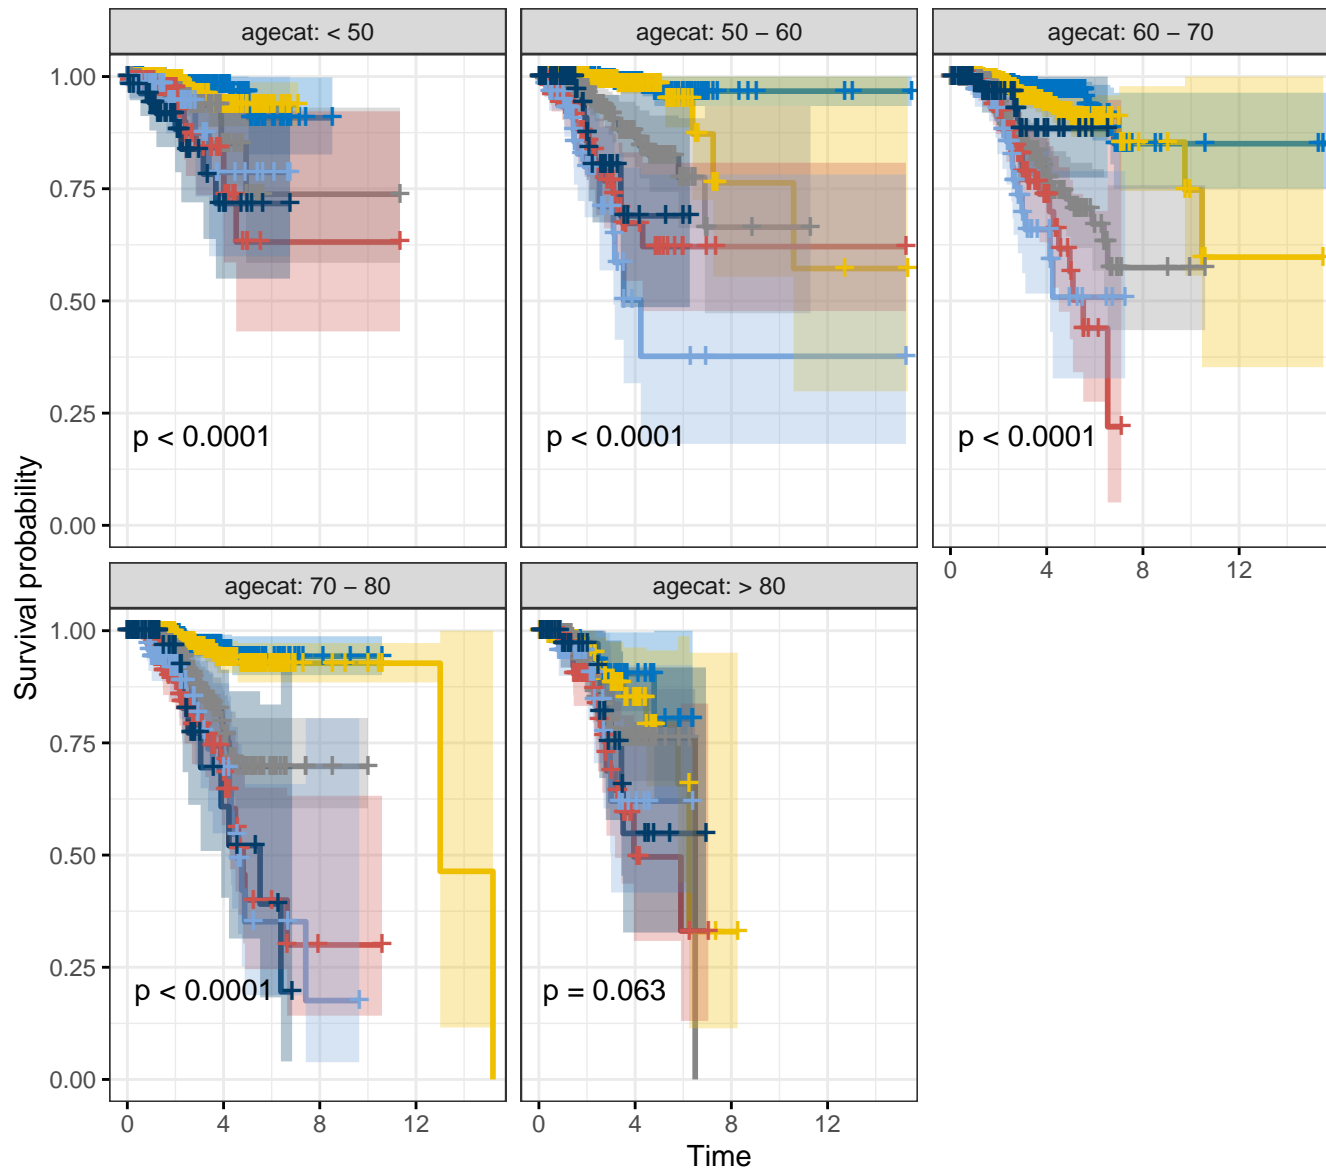 agecat: < 50
agecat: 50 − 60
agecat: 60 − 70
1.00
0.75
0.50
0.25
0.00
p < 0.0001
p < 0.0001
p < 0.0001
0 4 8 12
agecat: 70 − 80
agecat: > 80
1.00
0.75
0.50
0.25
0.00
p < 0.0001
p = 0.063
0 4 8 12
0 4 8 12
Time
Survival probability